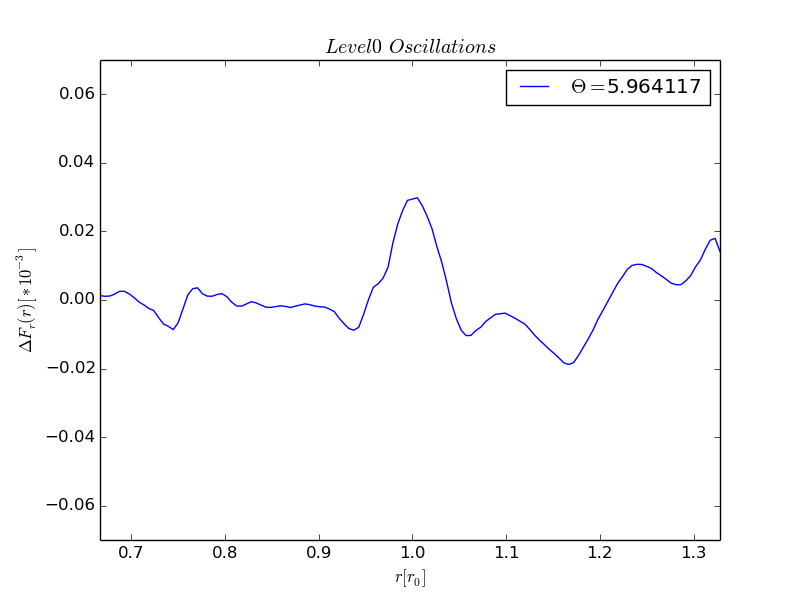 Level0 Oscillations
Θ =5.964117
0.06
0.04
0.02
0.00
−0.02
−0.04
−0.06
ΔF_r(r)[*10^{-3}]
0.7 0.8 0.9 1.0 1.1 1.2 1.3
r[r_0]